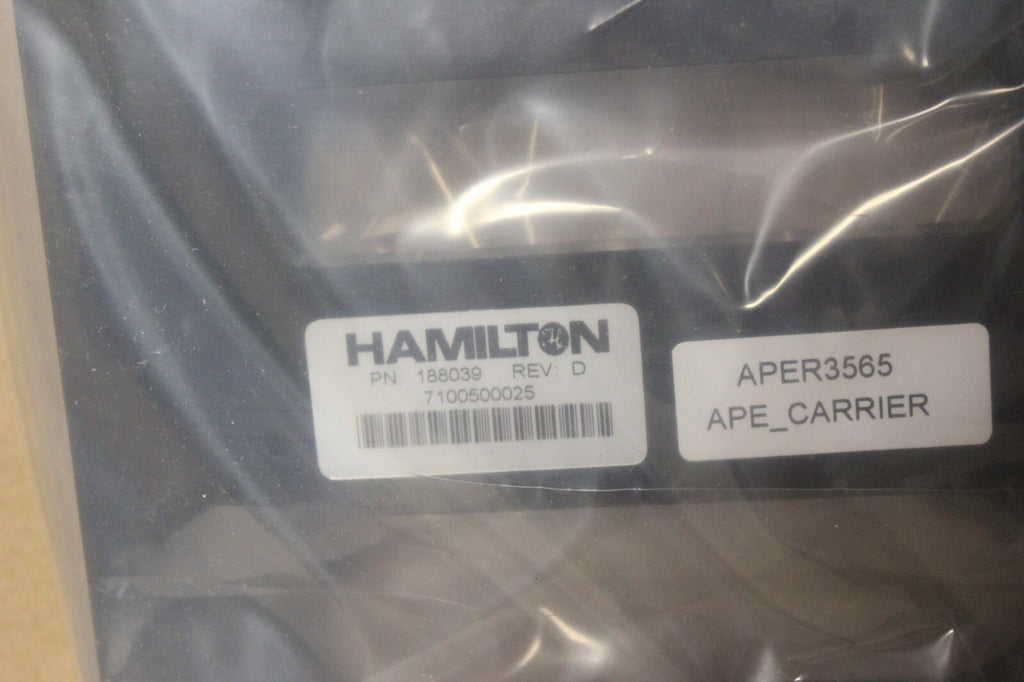 HAMILTON
PN: 188039 REV: D
7100500025
APER3565
APE_CARRIER